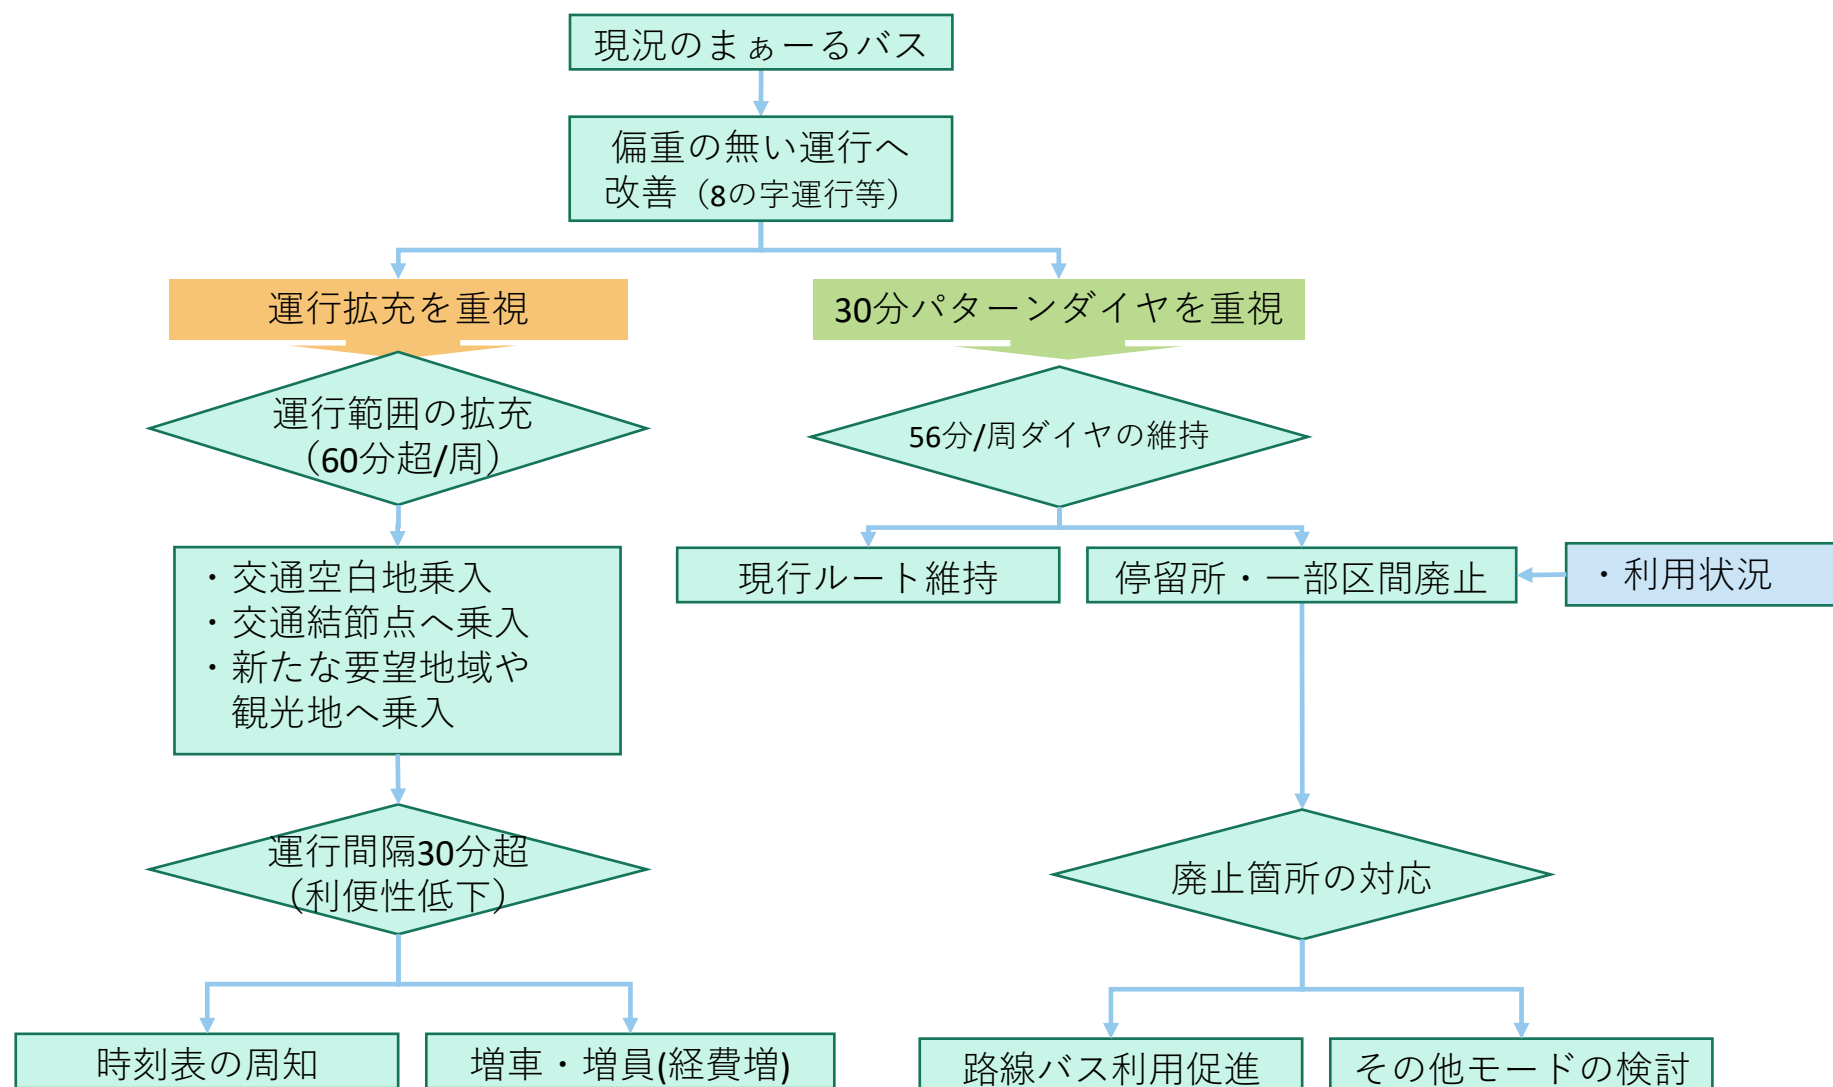 現況のまぁーるバス
偏重の無い運行へ
改善（8の字運行等）
運行拡充を重視
30分パターンダイヤを重視
運行範囲の拡充
（60分超/周）
56分/周ダイヤの維持
・交通空白地乗入
・交通結節点へ乗入
・新たな要望地域や
観光地へ乗入
現行ルート維持
停留所・一部区間廃止
・利用状況
運行間隔30分超
（利便性低下）
廃止箇所の対応
時刻表の周知
増車・増員(経費増)
路線バス利用促進
その他モードの検討